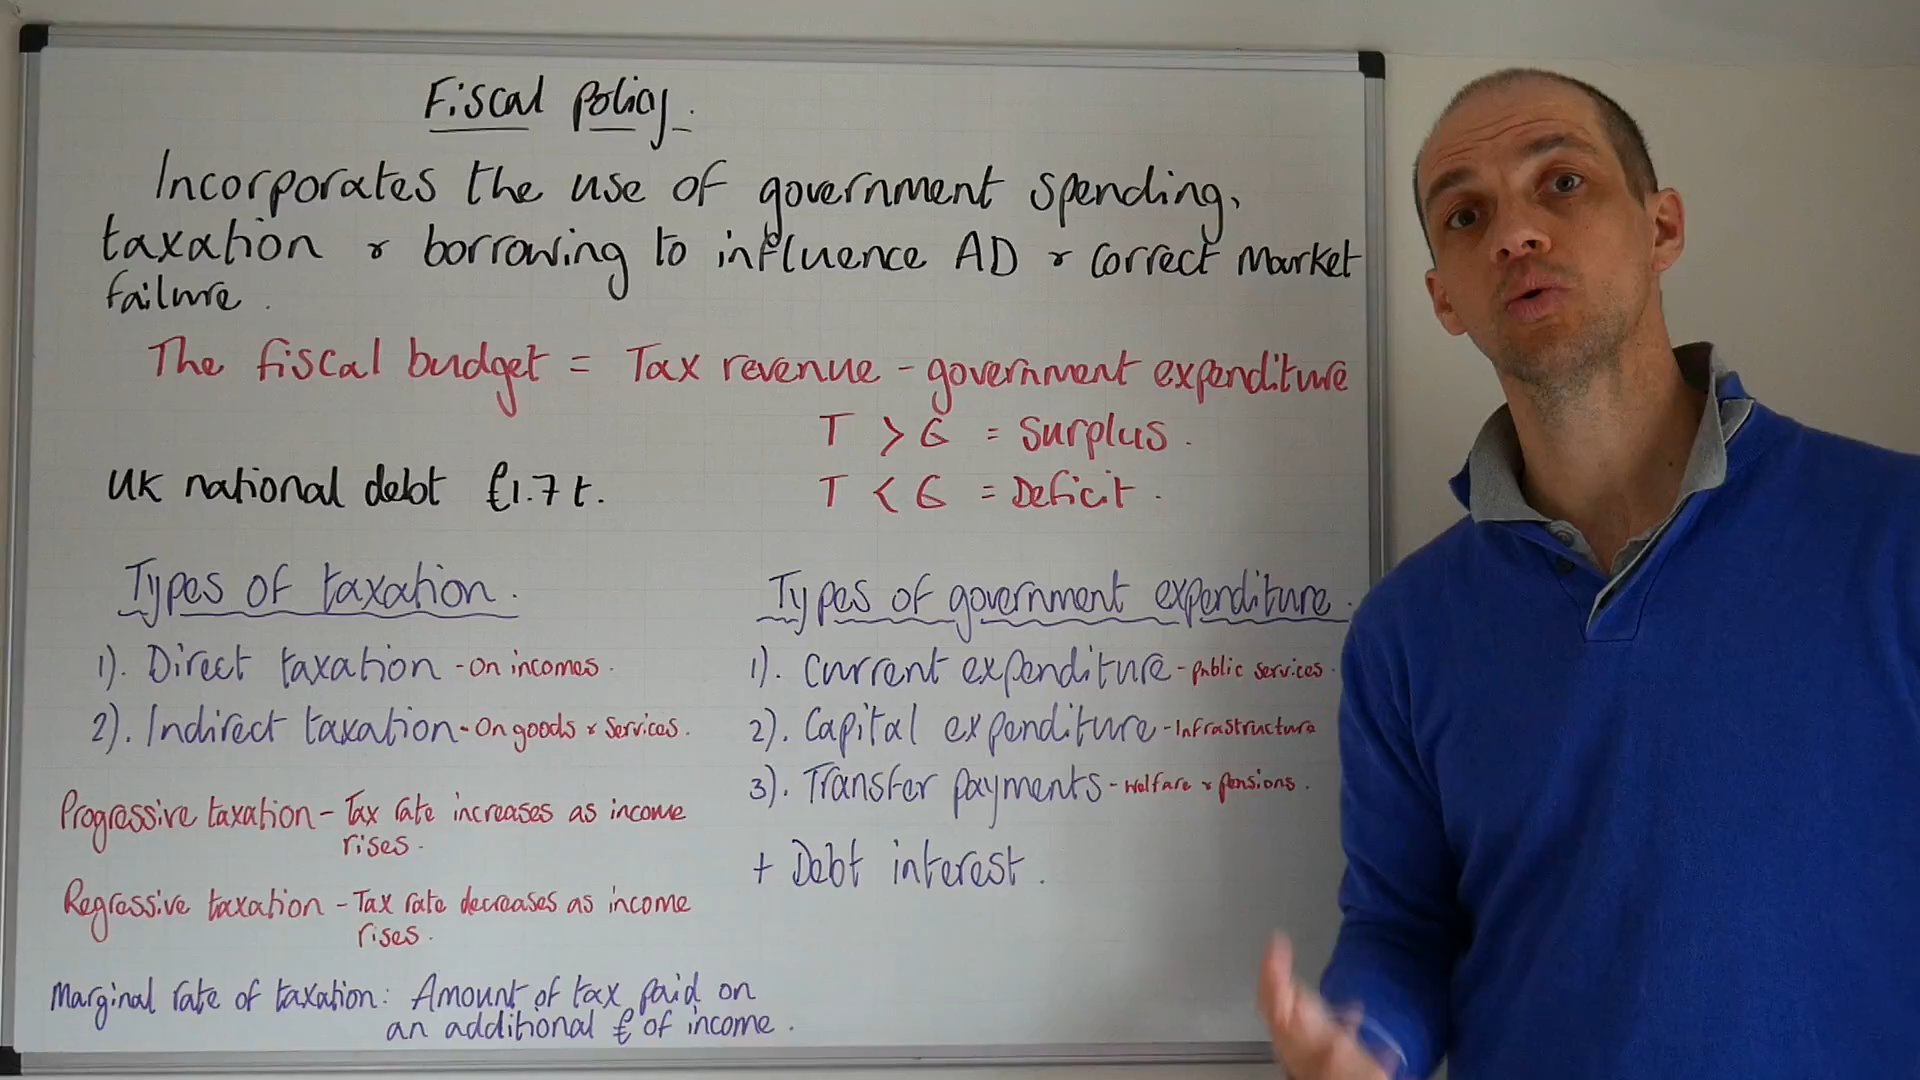 Fiscal Policy.
Incorporates the use of government spending,
taxation & borrowing to influence AD & correct market
failure.
The fiscal budget = Tax revenue - government expenditure
T > G = Surplus.
T < G = Deficit.
UK national debt £1.7t.
Types of taxation.
1). Direct taxation - On incomes.
2). Indirect taxation - On goods & services.
Progressive taxation - Tax rate increases as income
rises.
Regressive taxation - Tax rate decreases as income
rises.
Marginal rate of taxation: Amount of tax paid on
an additional £ of income.
Types of government expenditure.
1). Current expenditure - public services.
2). Capital expenditure - Infrastructure
3). Transfer payments - Welfare & pensions.
+ Debt interest.